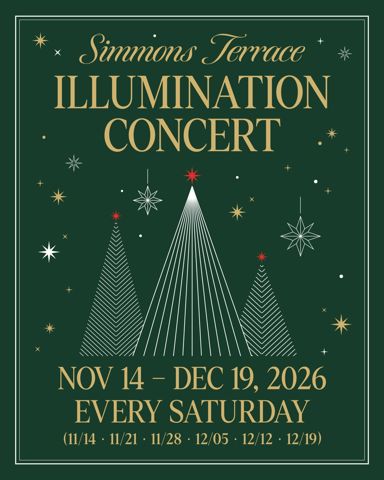 Simmons Terrace
ILLUMINATION
CONCERT
NOV 14 – DEC 19, 2026
EVERY SATURDAY
(11/14 · 11/21 · 11/28 · 12/05 · 12/12 · 12/19)